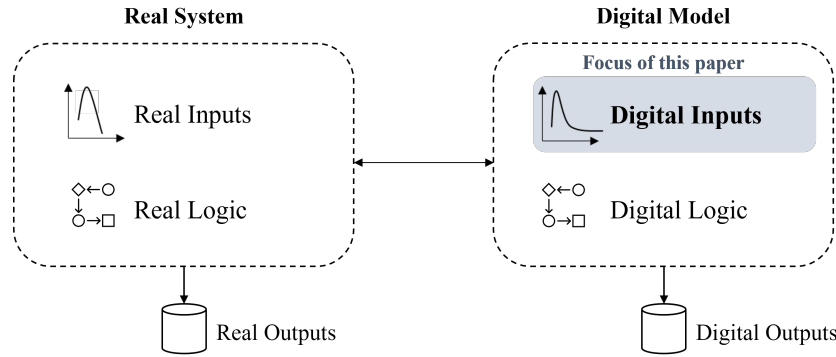 Real System
Real Inputs
Real Logic
Real Outputs
Digital Model
Focus of this paper
Digital Inputs
Digital Logic
Digital Outputs